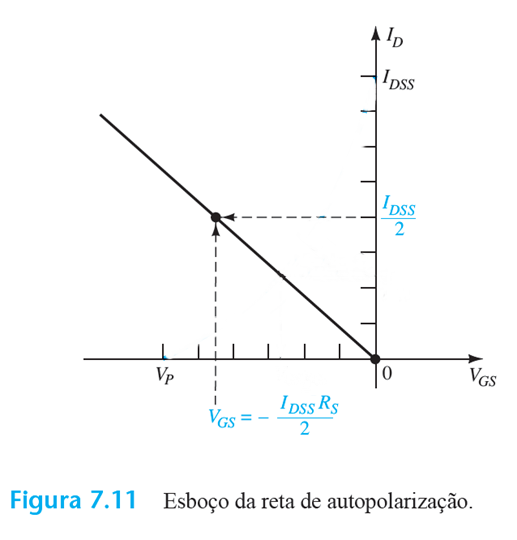 I_D
I_DSS
I_DSS/2
V_P
0
V_GS
V_GS = − I_DSS R_S/2
Figura 7.11 Esboço da reta de autopolarização.